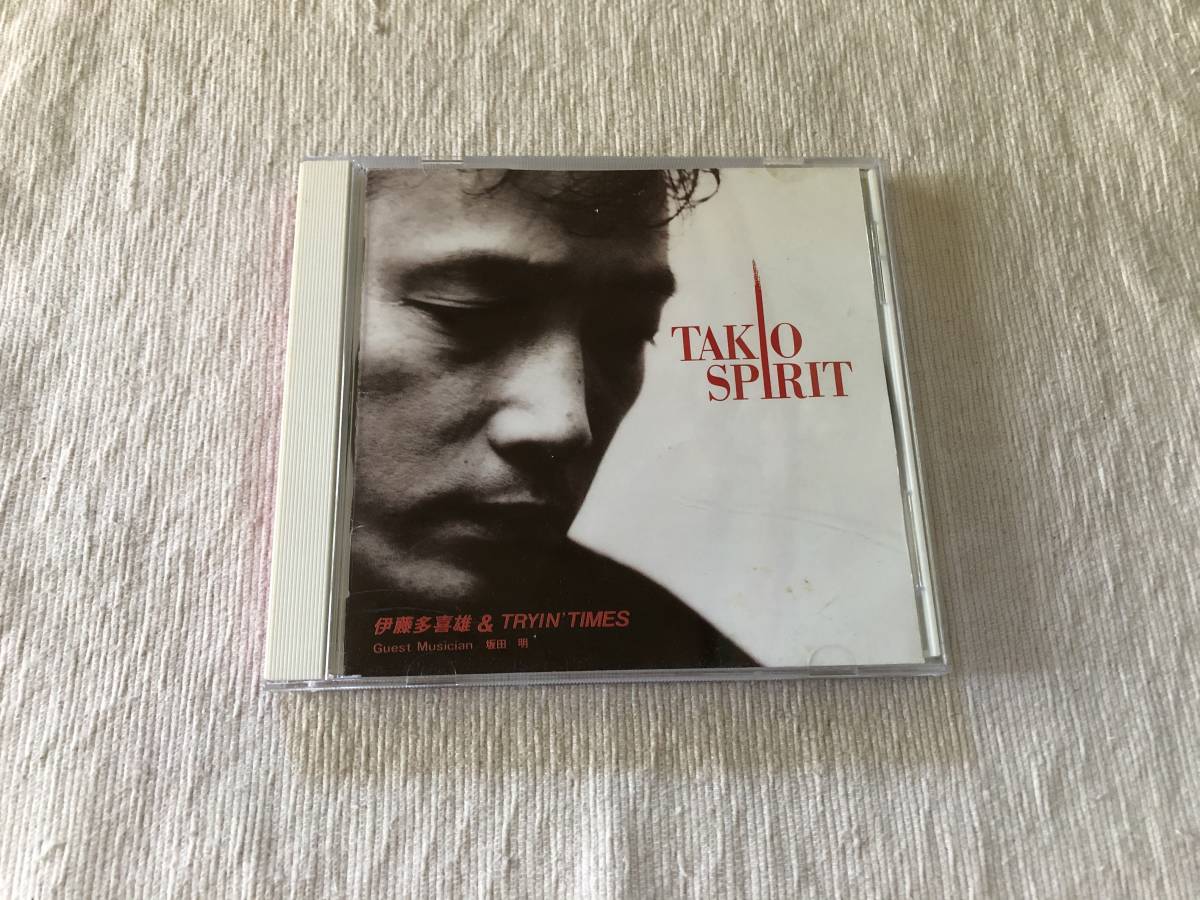 TAKIO
SPIRIT
伊藤多喜雄 & TRYIN' TIMES
Guest Musician 坂田 明